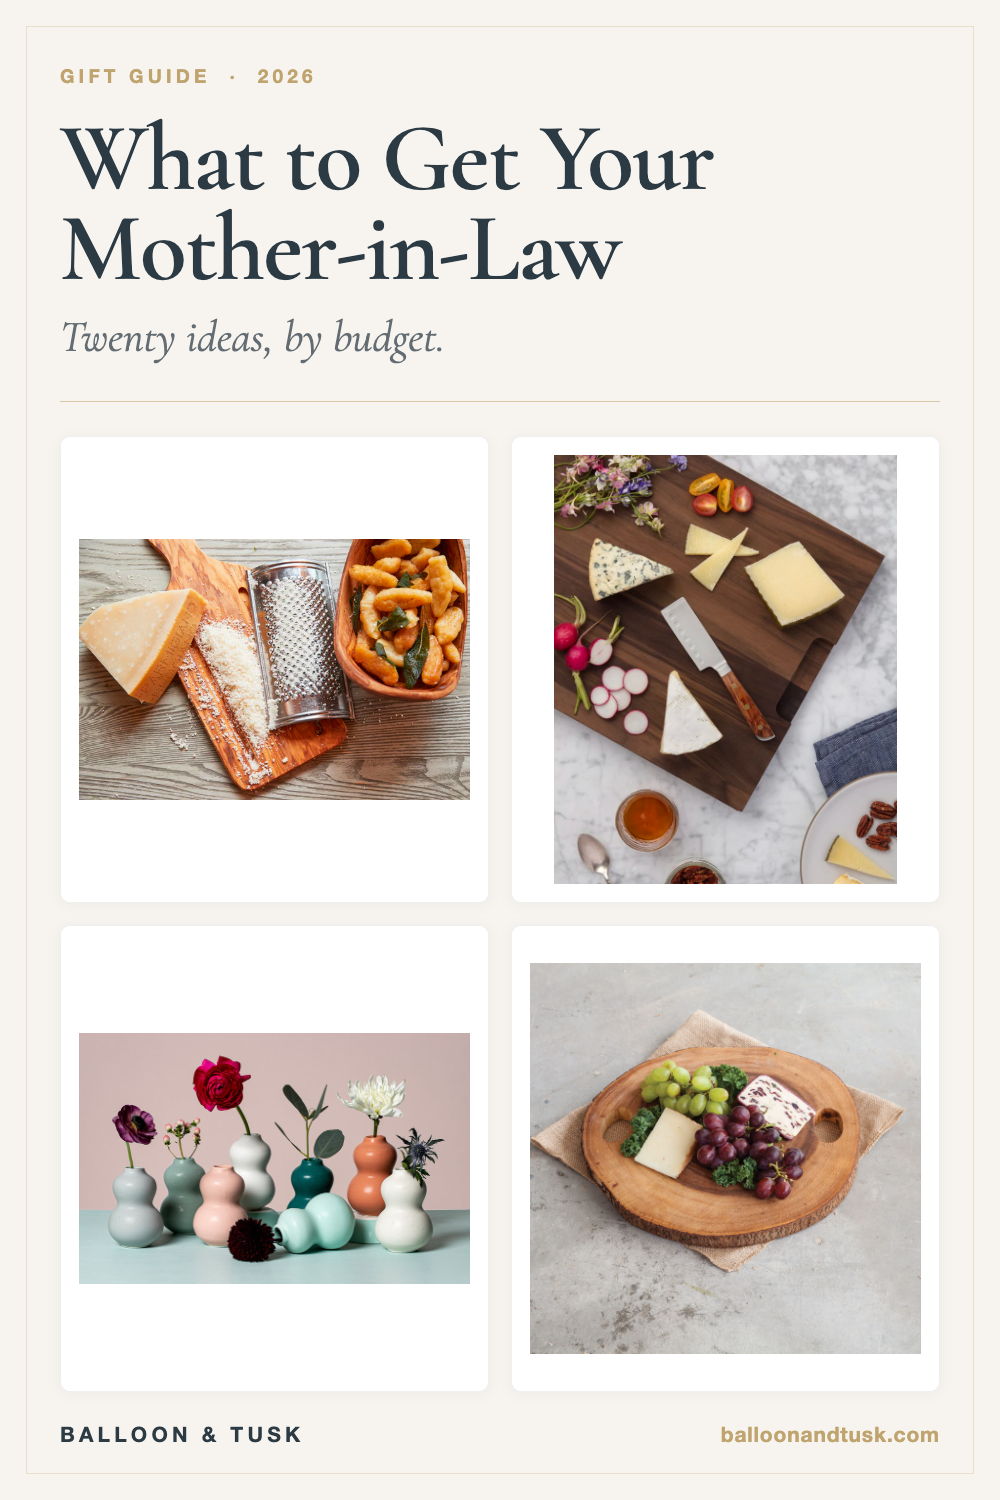 GIFT GUIDE · 2026
What to Get Your
Mother-in-Law
Twenty ideas, by budget.
BALLOON & TUSK
balloonandtusk.com